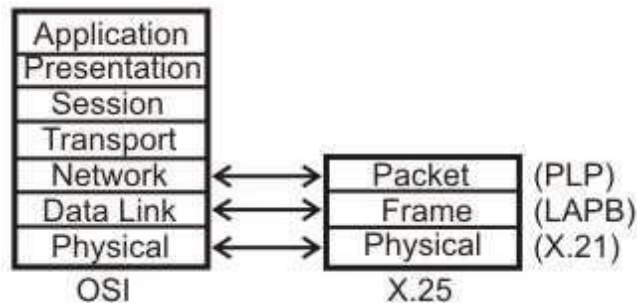 Application
Presentation
Session
Transport
Network
Data Link
Physical
OSI
Packet (PLP)
Frame (LAPB)
Physical (X.21)
X.25